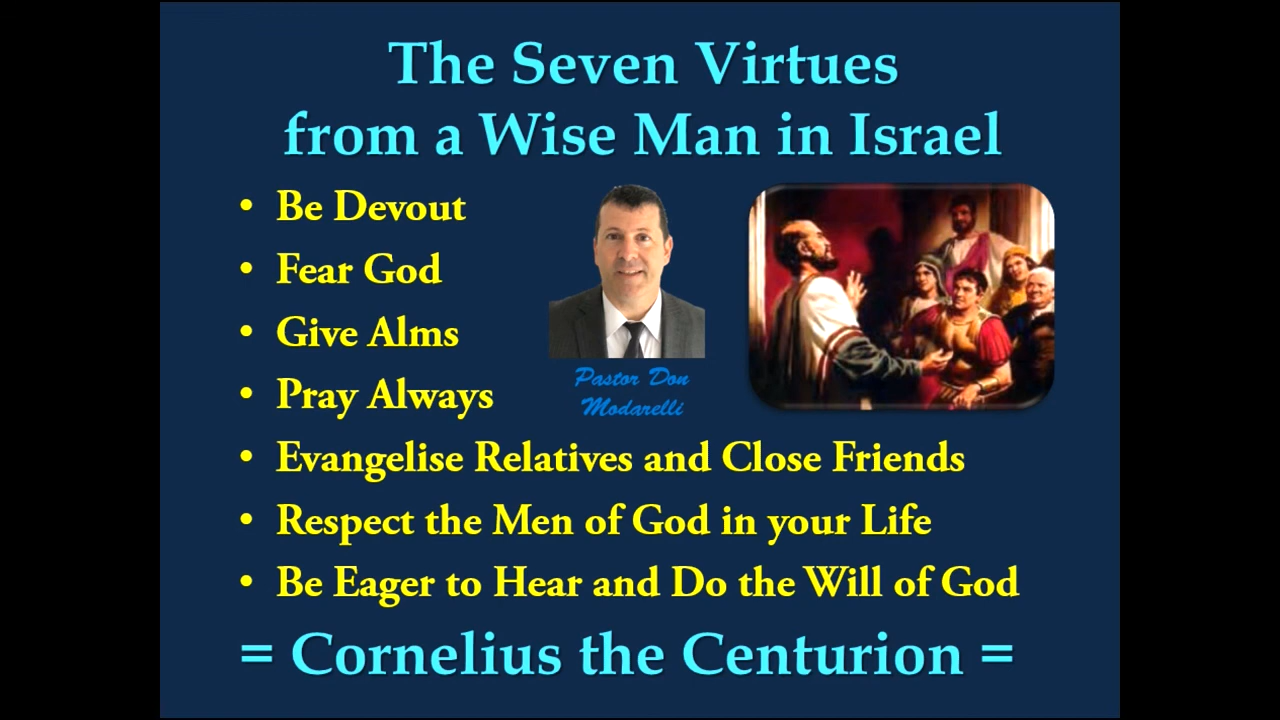 The Seven Virtues
from a Wise Man in Israel
• Be Devout
• Fear God
• Give Alms
• Pray Always
Pastor Don
Modarelli
• Evangelise Relatives and Close Friends
• Respect the Men of God in your Life
• Be Eager to Hear and Do the Will of God
= Cornelius the Centurion =